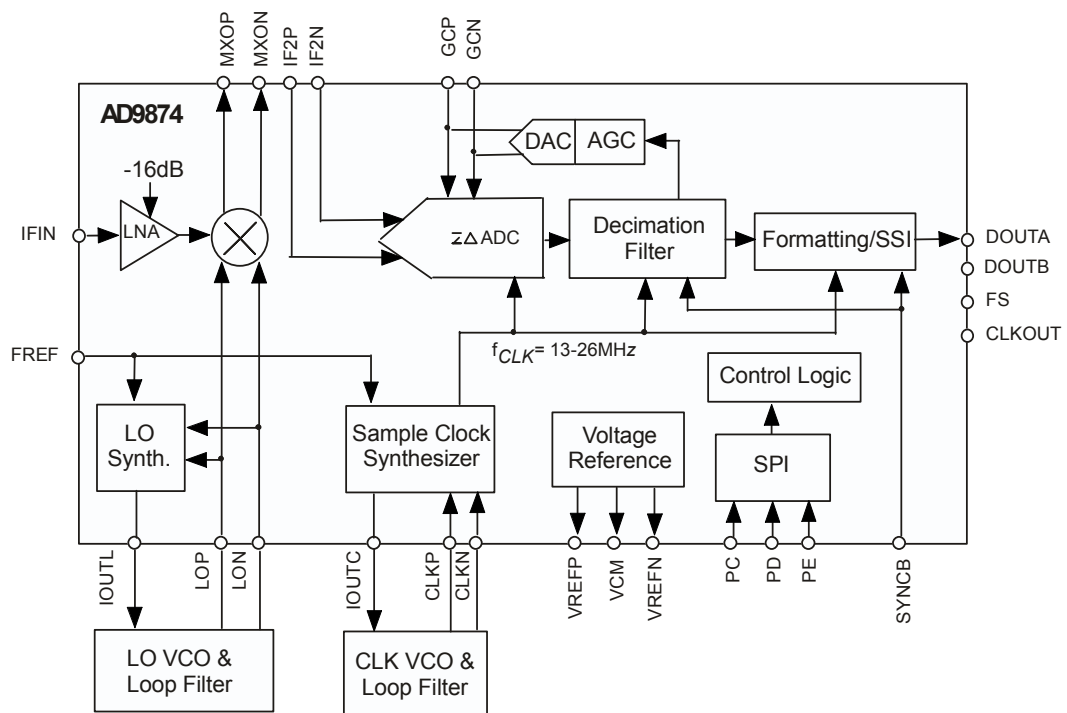 MXOP
MXON
IF2P
IF2N
GCP
GCN
AD9874
DAC
AGC
-16dB
IFIN
LNA
Σ△ ADC
Decimation
Filter
Formatting/SSI
DOUTA
DOUTB
FS
CLKOUT
FREF
fCLK= 13-26MHz
Control Logic
LO
Synth.
Sample Clock
Synthesizer
Voltage
Reference
SPI
IOUTL
LOP
LON
IOUTC
CLKP
CLKN
VREFP
VCM
VREFN
PC
PD
PE
SYNCB
LO VCO &
Loop Filter
CLK VCO &
Loop Filter